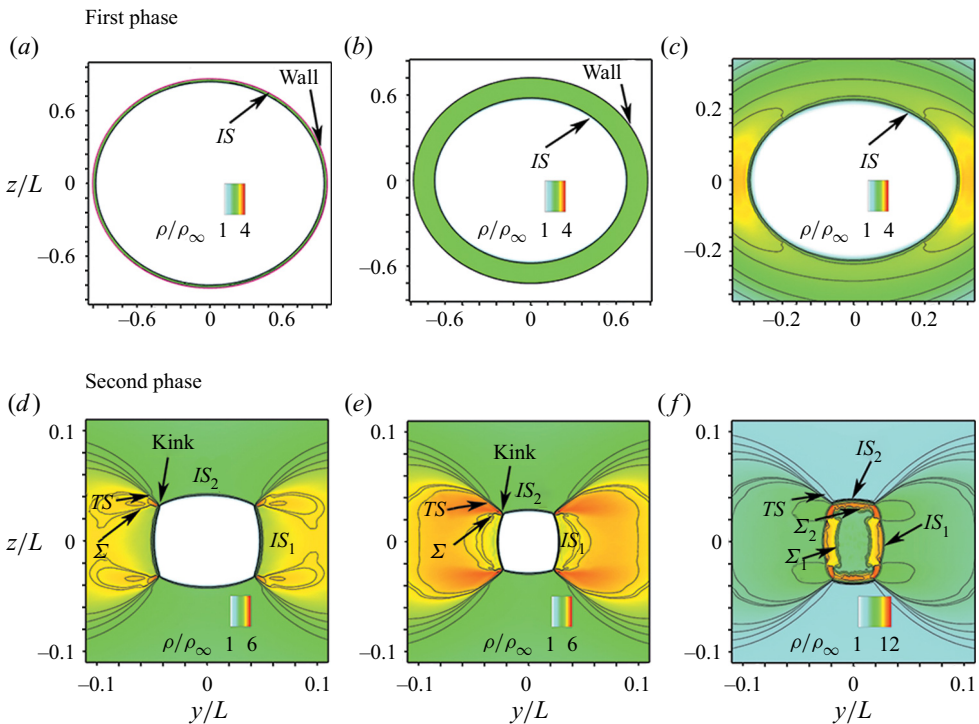 First phase
(a)
(b)
(c)
Wall
IS
ρ/ρ∞ 1 4
z/L
0.6
0
−0.6
−0.6 0 0.6
Wall
IS
ρ/ρ∞ 1 4
0.6
0
−0.6
−0.6 0 0.6
IS
ρ/ρ∞ 1 4
0.2
0
−0.2
−0.2 0 0.2
Second phase
(d)
(e)
(f)
Kink
IS2
TS
Σ
IS1
ρ/ρ∞ 1 6
z/L
0.1
0
−0.1
−0.1 0 0.1
y/L
Kink
IS2
TS
Σ
IS1
ρ/ρ∞ 1 6
0.1
0
−0.1
−0.1 0 0.1
y/L
IS2
TS
Σ2
IS1
Σ1
ρ/ρ∞ 1 12
0.1
0
−0.1
−0.1 0 0.1
y/L